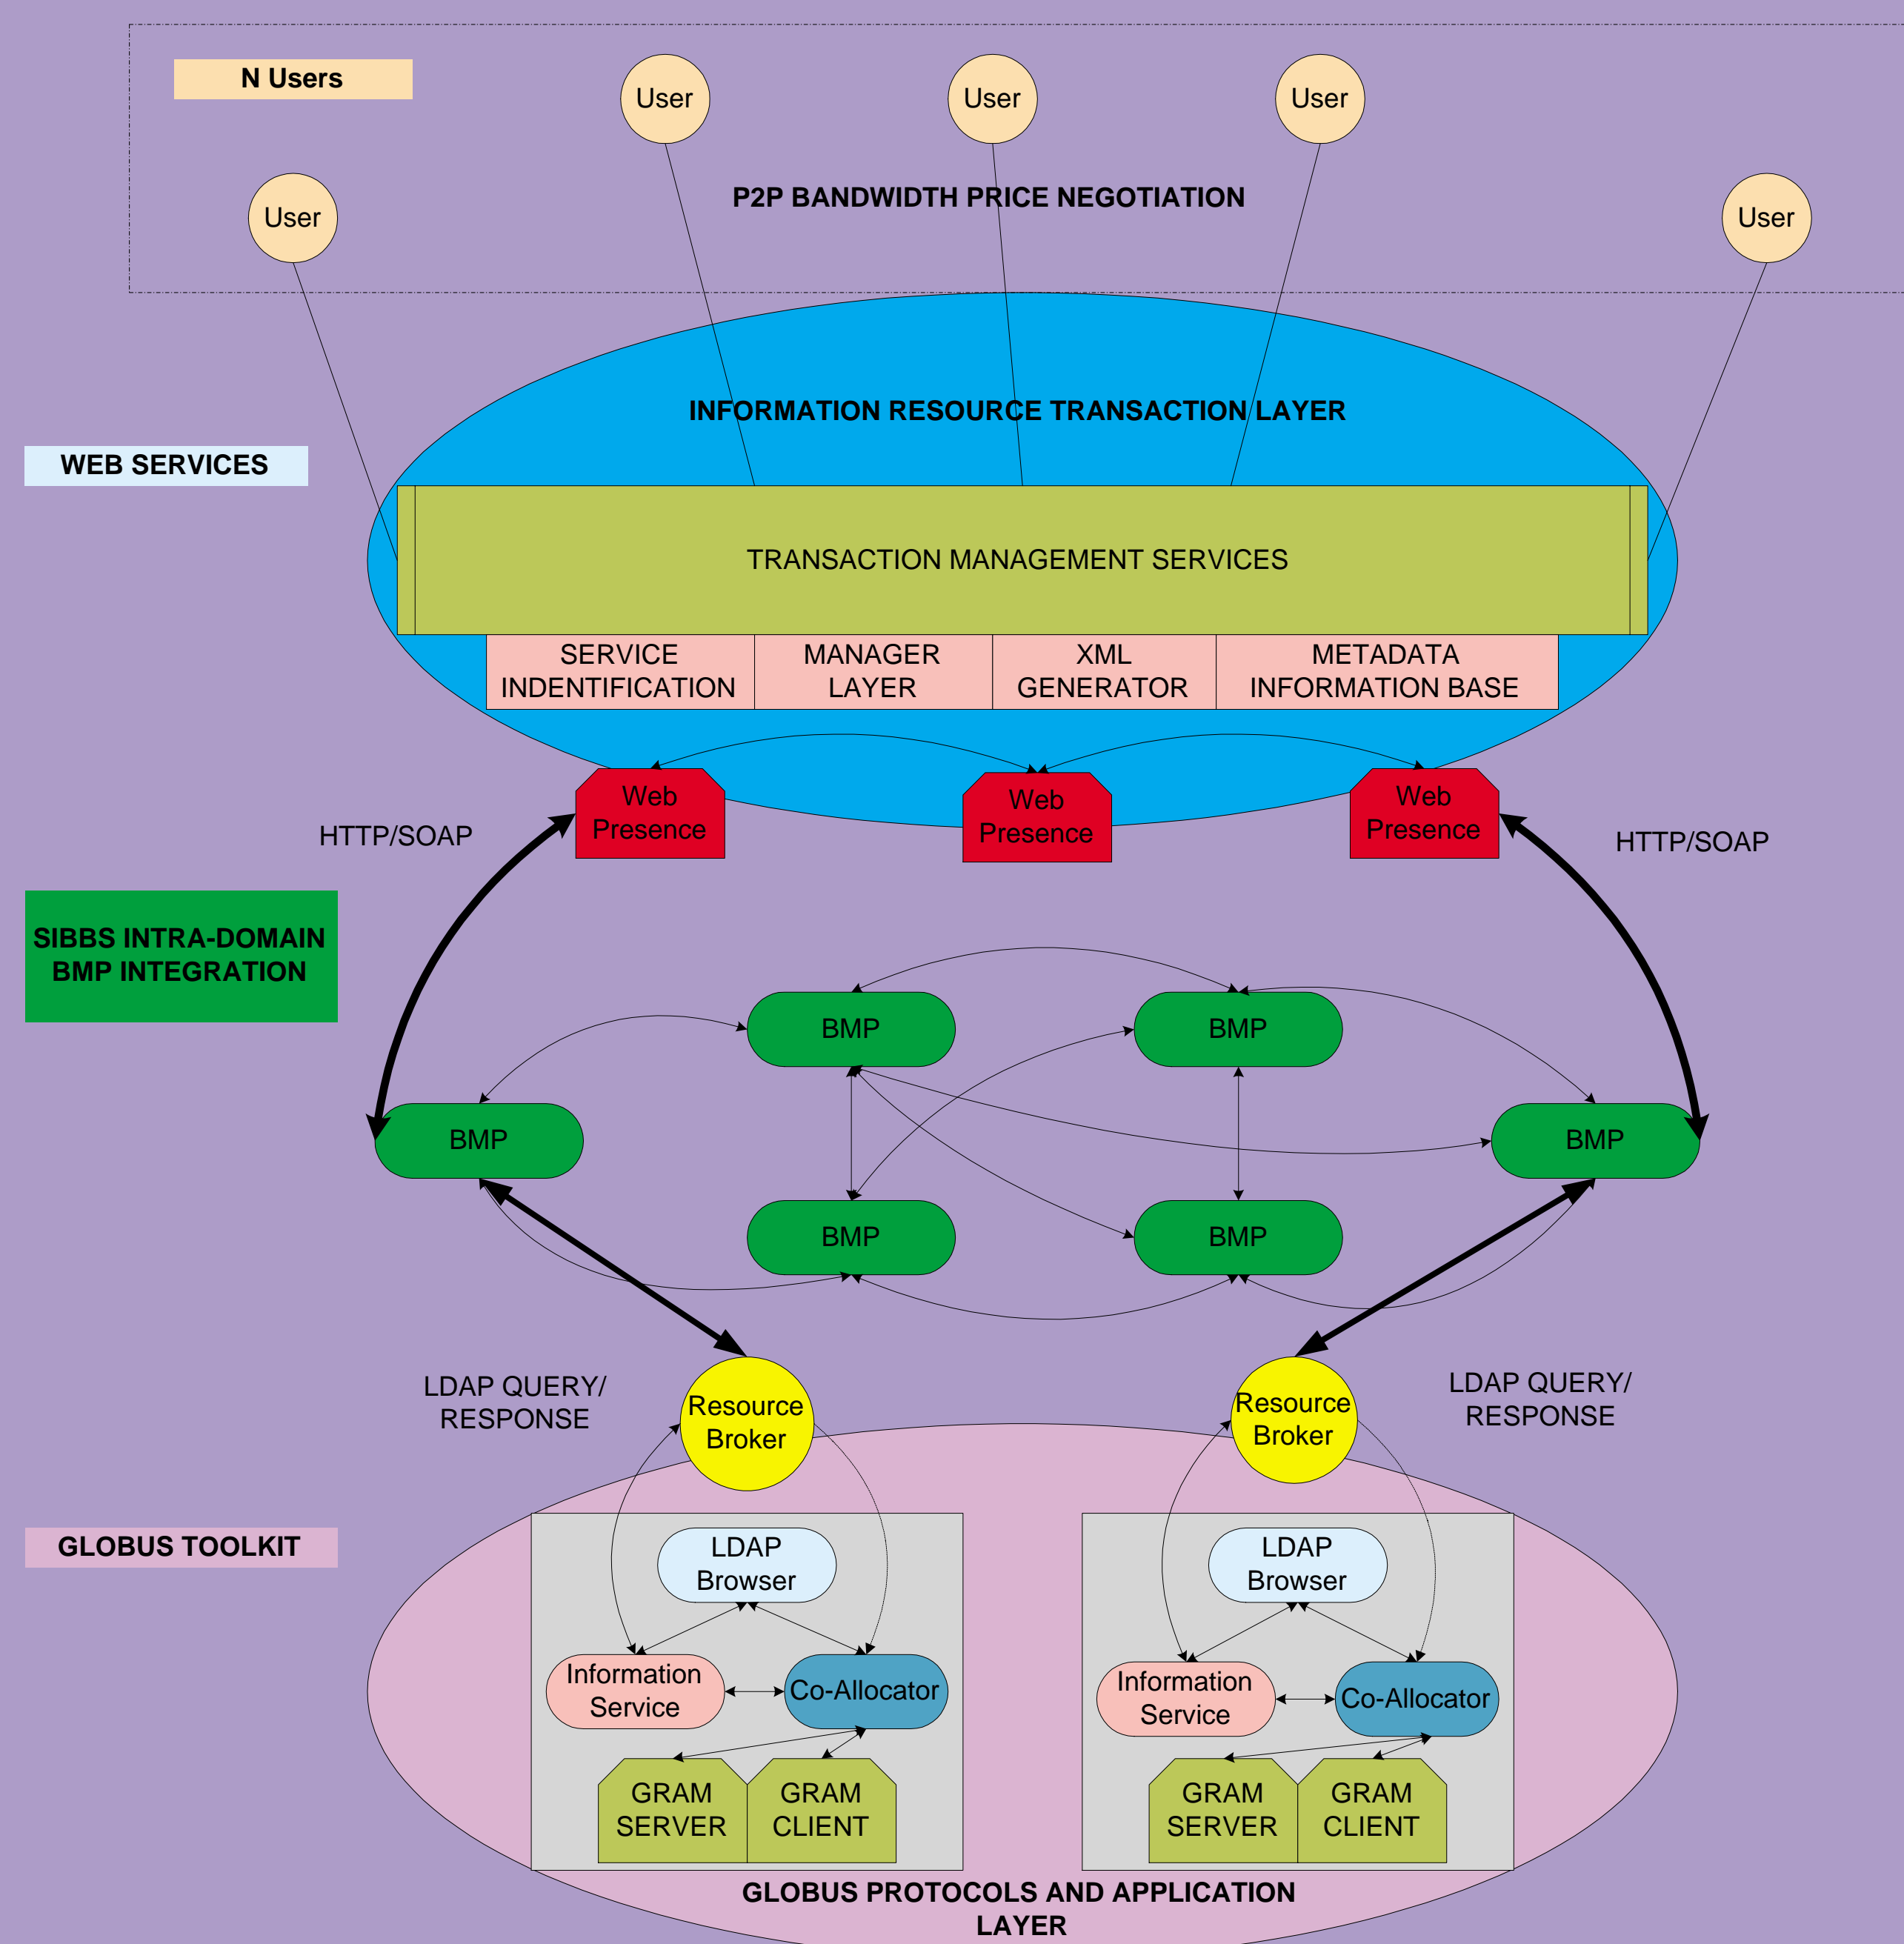 N Users
User
User
User
User
User
P2P BANDWIDTH PRICE NEGOTIATION
INFORMATION RESOURCE TRANSACTION LAYER
WEB SERVICES
TRANSACTION MANAGEMENT SERVICES
SERVICE
INDENTIFICATION
MANAGER
LAYER
XML
GENERATOR
METADATA
INFORMATION BASE
Web
Presence
Web
Presence
Web
Presence
HTTP/SOAP
HTTP/SOAP
SIBBS INTRA-DOMAIN
BMP INTEGRATION
BMP
BMP
BMP
BMP
BMP
BMP
LDAP QUERY/
RESPONSE
Resource
Broker
Resource
Broker
LDAP QUERY/
RESPONSE
GLOBUS TOOLKIT
LDAP
Browser
Information
Service
Co-Allocator
GRAM
SERVER
GRAM
CLIENT
LDAP
Browser
Information
Service
Co-Allocator
GRAM
SERVER
GRAM
CLIENT
GLOBUS PROTOCOLS AND APPLICATION
LAYER